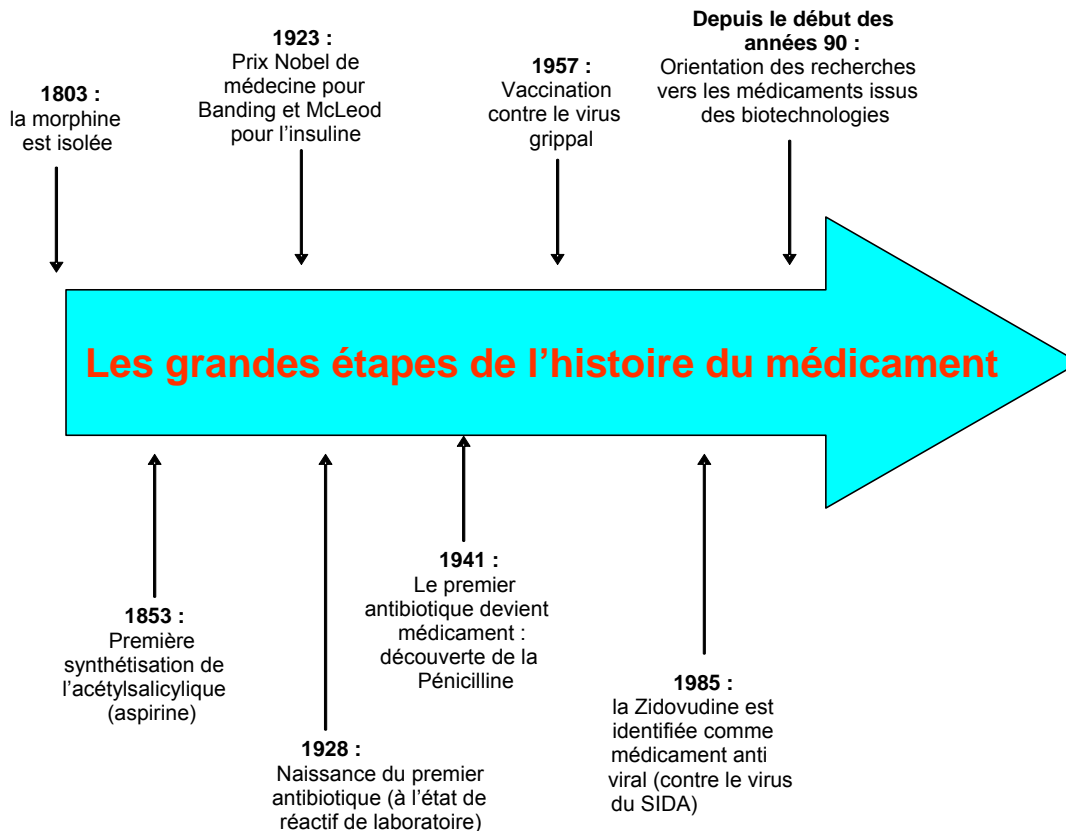 1803 :
la morphine
est isolée
1923 :
Prix Nobel de
médecine pour
Banding et McLeod
pour l’insuline
1957 :
Vaccination
contre le virus
grippal
Depuis le début des
années 90 :
Orientation des recherches
vers les médicaments issus
des biotechnologies
Les grandes étapes de l’histoire du médicament
1853 :
Première
synthétisation de
l’acétylsalicylique
(aspirine)
1928 :
Naissance du premier
antibiotique (à l’état de
réactif de laboratoire)
1941 :
Le premier
antibiotique devient
médicament :
découverte de la
Pénicilline
1985 :
la Zidovudine est
identifiée comme
médicament anti
viral (contre le virus
du SIDA)